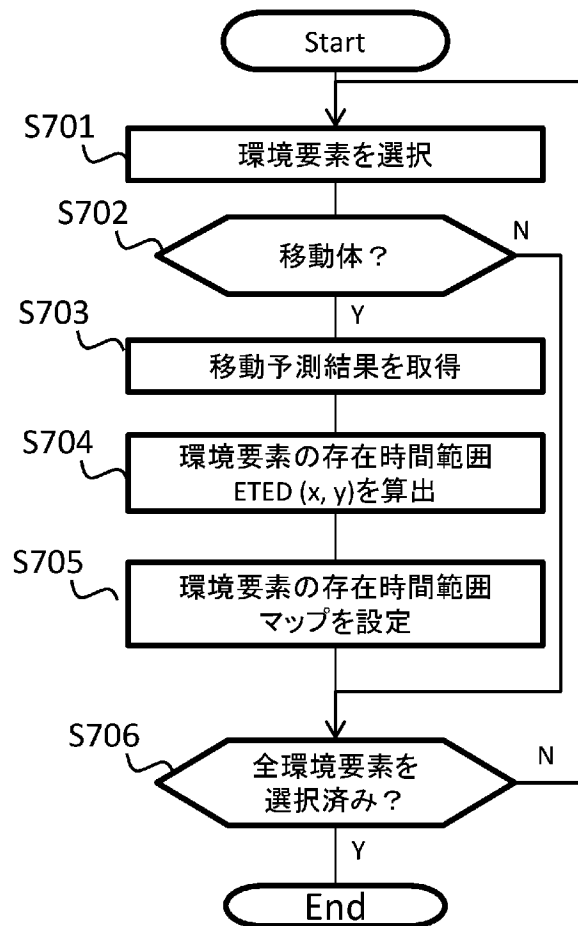 Start
S701
環境要素を選択
S702
移動体？
N
Y
S703
移動予測結果を取得
S704
環境要素の存在時間範囲
ETED (x, y)を算出
S705
環境要素の存在時間範囲
マップを設定
S706
全環境要素を
選択済み？
N
Y
End